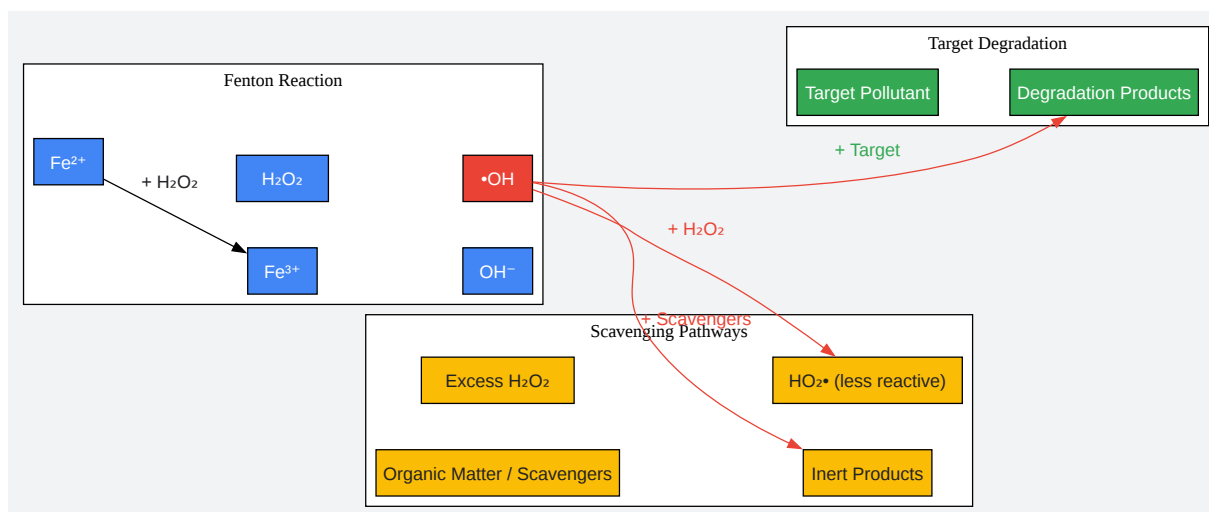 Target Degradation
Target Pollutant
Degradation Products
Fenton Reaction
Fe²⁺
+ H₂O₂
H₂O₂
•OH
Fe³⁺
OH⁻
+ Target
+ H₂O₂
+ Scavengers
Scavenging Pathways
Excess H₂O₂
HO₂• (less reactive)
Organic Matter / Scavengers
Inert Products